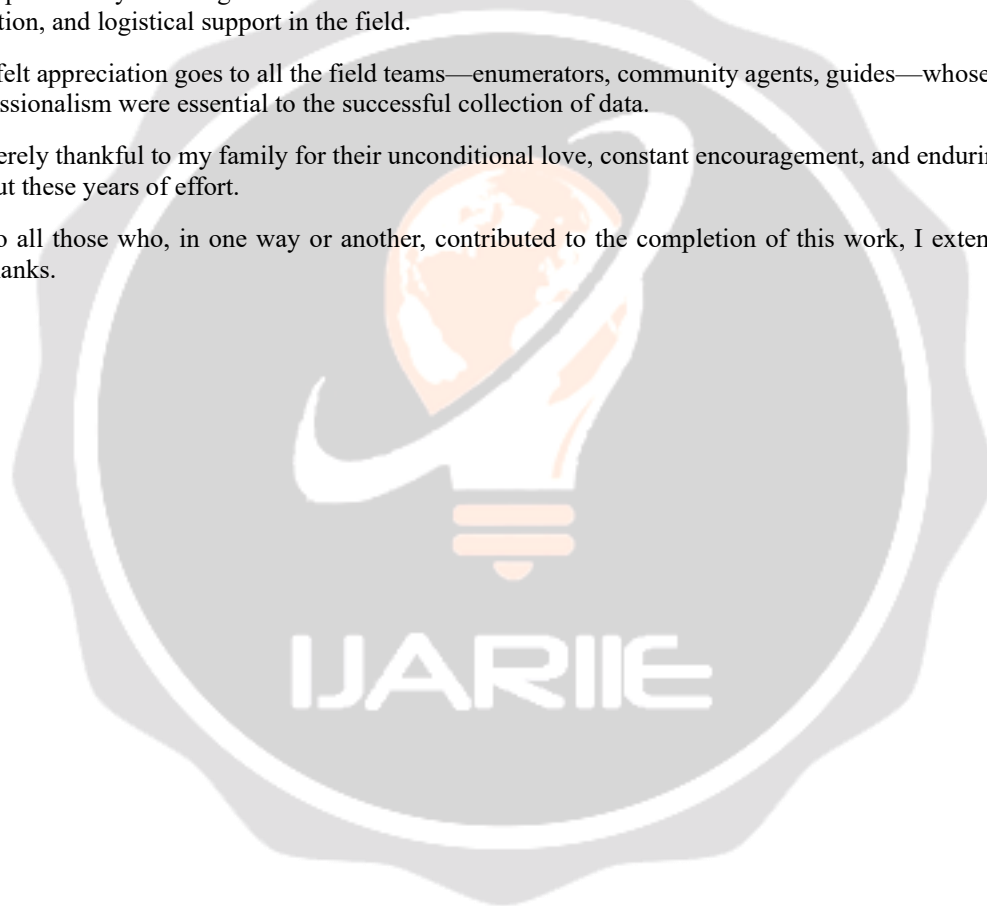 tion, and logistical support in the field.
felt appreciation goes to all the field teams—enumerators, community agents, guides—whose
ssionalism were essential to the successful collection of data.
erely thankful to my family for their unconditional love, constant encouragement, and endurin
ut these years of effort.
o all those who, in one way or another, contributed to the completion of this work, I exten
anks.
IJARIIE